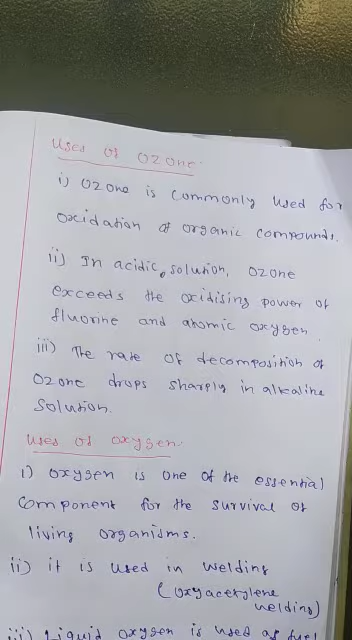 Uses of Ozone.
i) Ozone is commonly used for
oxidation of organic compounds.
ii) In acidic solution, ozone
exceeds the oxidising power of
fluorine and atomic oxygen.
iii) The rate of decomposition of
ozone drops sharply in alkaline
solution.
Uses of oxygen.
i) oxygen is one of the essential
component for the survival of
living organisms.
ii) it is used in welding
(oxyacetylene
welding)
iii) Liquid oxygen is used as fuel